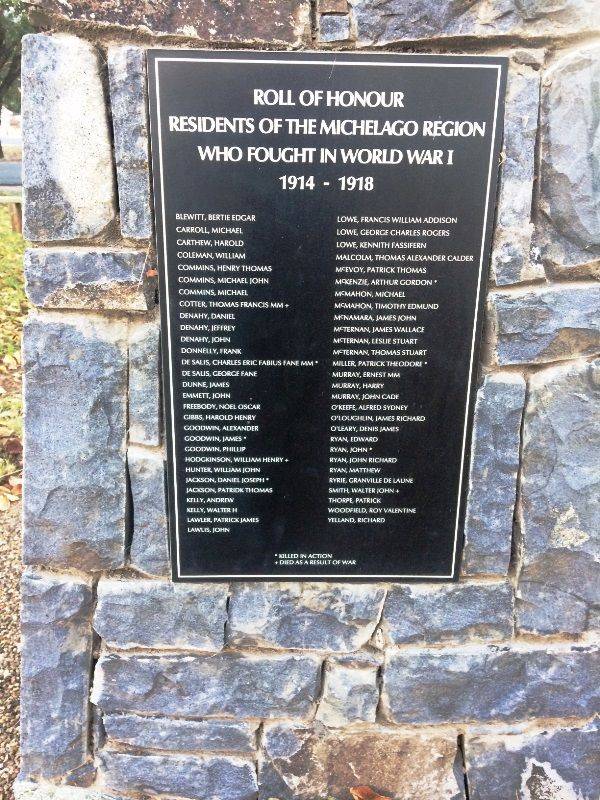 ROLL OF HONOUR
RESIDENTS OF THE MICHELAGO REGION
WHO FOUGHT IN WORLD WAR I
1914 - 1918
BLEWITT, BERTIE EDGAR
CARROLL, MICHAEL
CARTHEW, HAROLD
COLEMAN, WILLIAM
COMMINS, HENRY THOMAS
COMMINS, MICHAEL JOHN
COMMINS, MICHAEL
COTTER, THOMAS FRANCIS MM +
DENAHY, DANIEL
DENAHY, JEFFREY
DENAHY, JOHN
DONNELLY, FRANK
DE SALIS, CHARLES ERIC FABIUS FANE MM *
DE SALIS, GEORGE FANE
DUNNE, JAMES
EMMETT, JOHN
FREEBODY, NOEL OSCAR
GIBBS, HAROLD HENRY
GOODWIN, ALEXANDER
GOODWIN, JAMES *
GOODWIN, PHILLIP
HODGKINSON, WILLIAM HENRY +
HUNTER, WILLIAM JOHN
JACKSON, DANIEL JOSEPH *
JACKSON, PATRIDK THOMAS
KELLY, ANDREW
KELLY, WALTER H
LAWLER, PATRICK JAMES
LAWLIS, JOHN
LOWE, FRANCIS WILLIAM ADDISON
LOWE, GEORGE CHARLES ROGERS
LOWE, KENNITH FASSIFERN
MALCOLM, THOMAS ALEXANDER CALDER
McEVOY, PATRICK THOMAS
McKENZIE, ARTHUR GORDON *
McMAHON, MICHAEL
McMAHON, TIMOTHY EDMUND
McNAMARA, JAMES JOHN
McTERNAN, JAMES WALLACE
McTERNAN, LESLIE STUART
McTERNAN, THOMAS STUART
MILLER, PATRICK THEODORE *
MURRAY, ERNEST MM
MURRAY, HARRY
MURRAY, JOHN CADE
O'KEEFE, ALFRED SYDNEY
O'LOUGHLIN, JAMES RICHARD
O'LEARY, DENIS JAMES
RYAN, EDWARD
RYAN, JOHN *
RYAN, JOHN RICHARD
RYAN, MATTHEW
RYRIE, GRANVILLE DE LAUNE
SMITH, WALTER JOHN +
THORPE, PATRICK
WOODFIELD, ROY VALENTINE
YELLAND, RICHARD
* KILLED IN ACTION
+ DIED AS A RESULT OF WAR